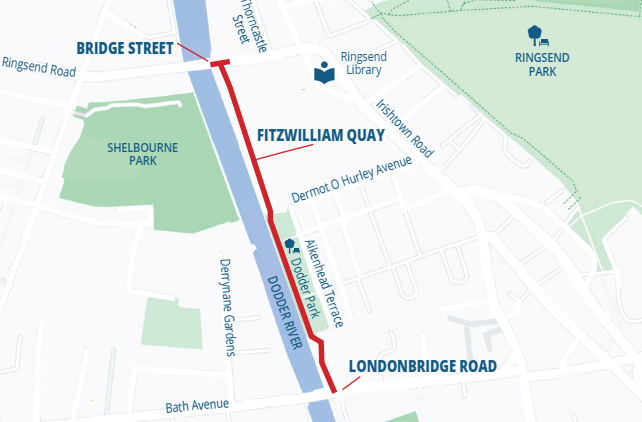 Thorncastle
Street
BRIDGE STREET
Ringsend Road
Ringsend
Library
RINGSEND
PARK
Irishtown Road
FITZWILLIAM QUAY
SHELBOURNE
PARK
Dermot O Hurley Avenue
Aikenhead Terrace
Dodder Park
DODDER RIVER
Derrynane Gardens
LONDONBRIDGE ROAD
Bath Avenue